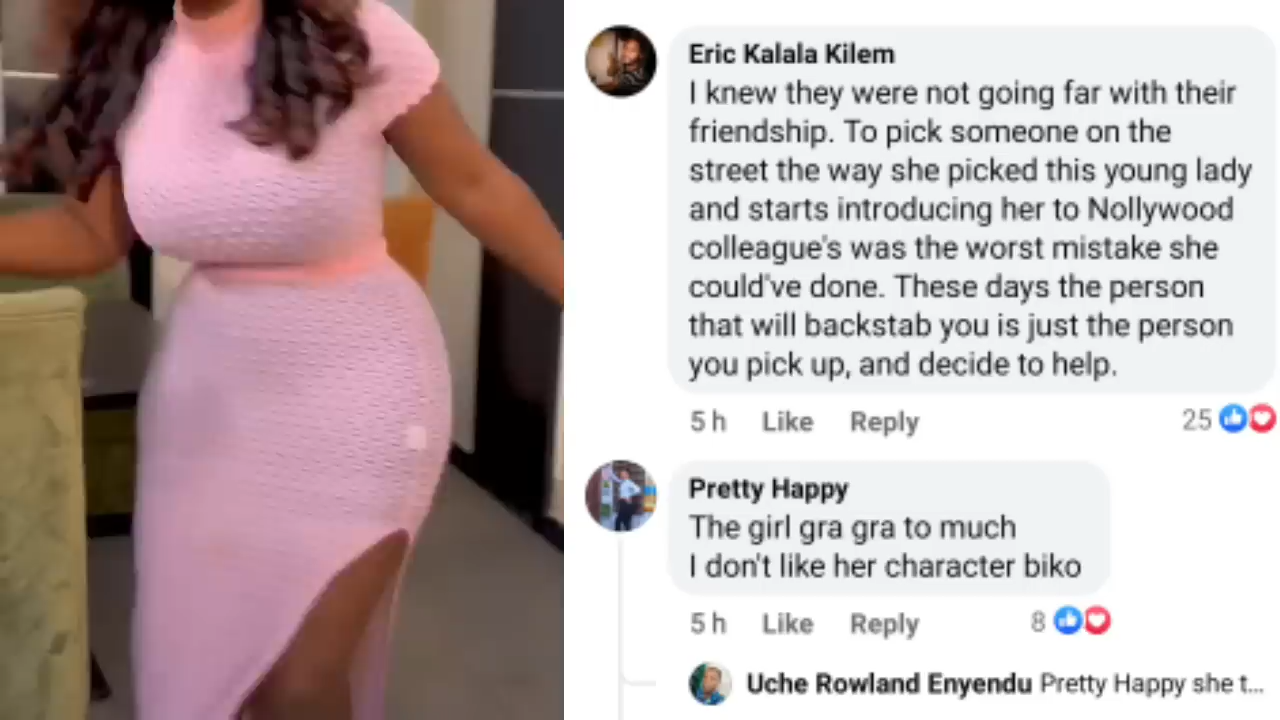 Eric Kalala Kilem
I knew they were not going far with their
friendship. To pick someone on the
street the way she picked this young lady
and starts introducing her to Nollywood
colleague's was the worst mistake she
could've done. These days the person
that will backstab you is just the person
you pick up, and decide to help.
5 h Like Reply 25
Pretty Happy
The girl gra gra to much
I don't like her character biko
5 h Like Reply 8
Uche Rowland Enyendu Pretty Happy she t...